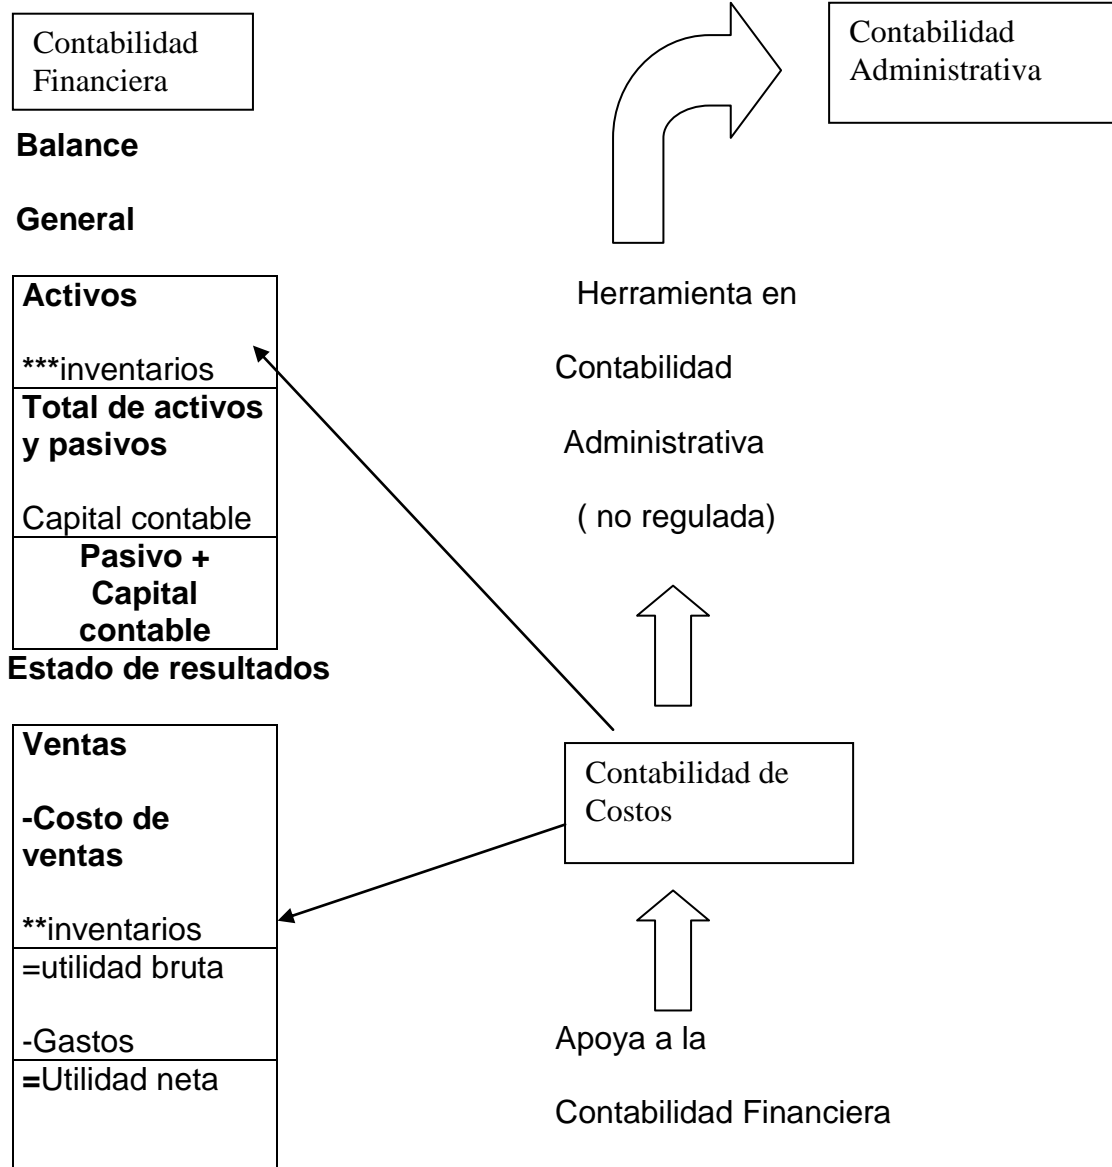 Contabilidad
Financiera
Balance
General
Activos
***inventarios
Total de activos
y pasivos
Capital contable
Pasivo +
Capital
contable
Estado de resultados
Ventas
-Costo de
ventas
**inventarios
=utilidad bruta
-Gastos
=Utilidad neta
Contabilidad
Administrativa
Herramienta en
Contabilidad
Administrativa
( no regulada)
Contabilidad de
Costos
Apoya a la
Contabilidad Financiera